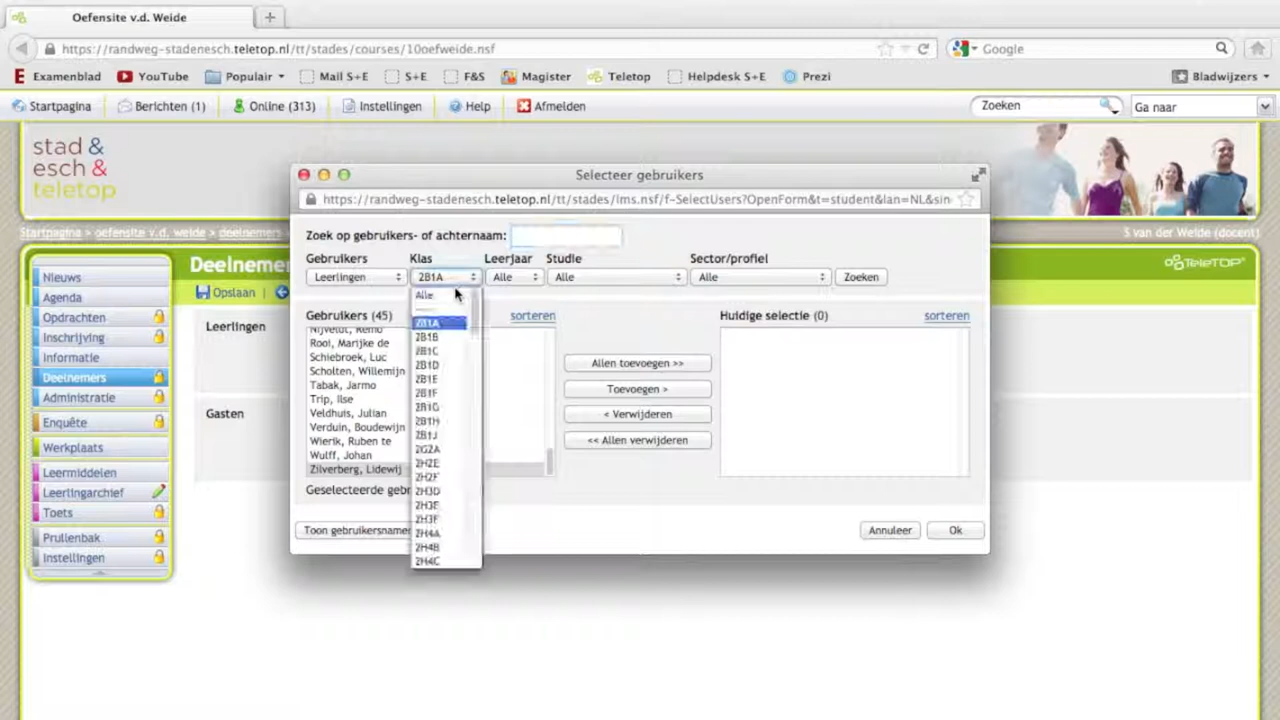 Oefensite v.d. Weide
https://randweg-stadenesch.teletop.nl/tt/stades/courses/10oefweide.nsf
Google
Examenblad YouTube Populair Mail S+E S+E F&S Magister Teletop Helpdesk S+E Prezi Bladwijzers
Startpagina Berichten (1) Online (313) Instellingen Help Afmelden Zoeken Ga naar
stad &
esch &
teletop
Selecteer gebruikers
https://randweg-stadenesch.teletop.nl/tt/stades/lms.nsf/f-SelectUsers?OpenForm&t=student&lan=NL&sin
Startpagina » oefensite v.d. weide » deelnemers
S van der Weide (docent)
Zoek op gebruikers- of achternaam:
Gebruikers Klas Leerjaar Studie Sector/profiel
Leerlingen 2B1A Alle Alle Alle Zoeken
TeleTOP
Nieuws
Agenda
Opdrachten
Inschrijving
Informatie
Deelnemers
Administratie
Enquête
Werkplaats
Leermiddelen
Leerlingarchief
Toets
Prullenbak
Instellingen
Deelnemer
Opslaan
Leerlingen
Gasten
Gebruikers (45) sorteren
Nijveldt, Remo
Rooi, Marijke de
Schiebroek, Luc
Scholten, Willemijn
Tabak, Jarmo
Trip, Ilse
Veldhuis, Julian
Verduin, Boudewijn
Wierik, Ruben te
Wulff, Johan
Zilverberg, Lidewij
Geselecteerde gebr
Toon gebruikersnamen
Alle
2B1A
2B1B
2B1C
2B1D
2B1E
2B1F
2B1G
2B1H
2B1J
2G2A
2H2E
2H2F
2H3D
2H3E
2H3F
2H4A
2H4B
2H4C
Allen toevoegen >>
Toevoegen >
< Verwijderen
<< Allen verwijderen
Huidige selectie (0) sorteren
Annuleer Ok